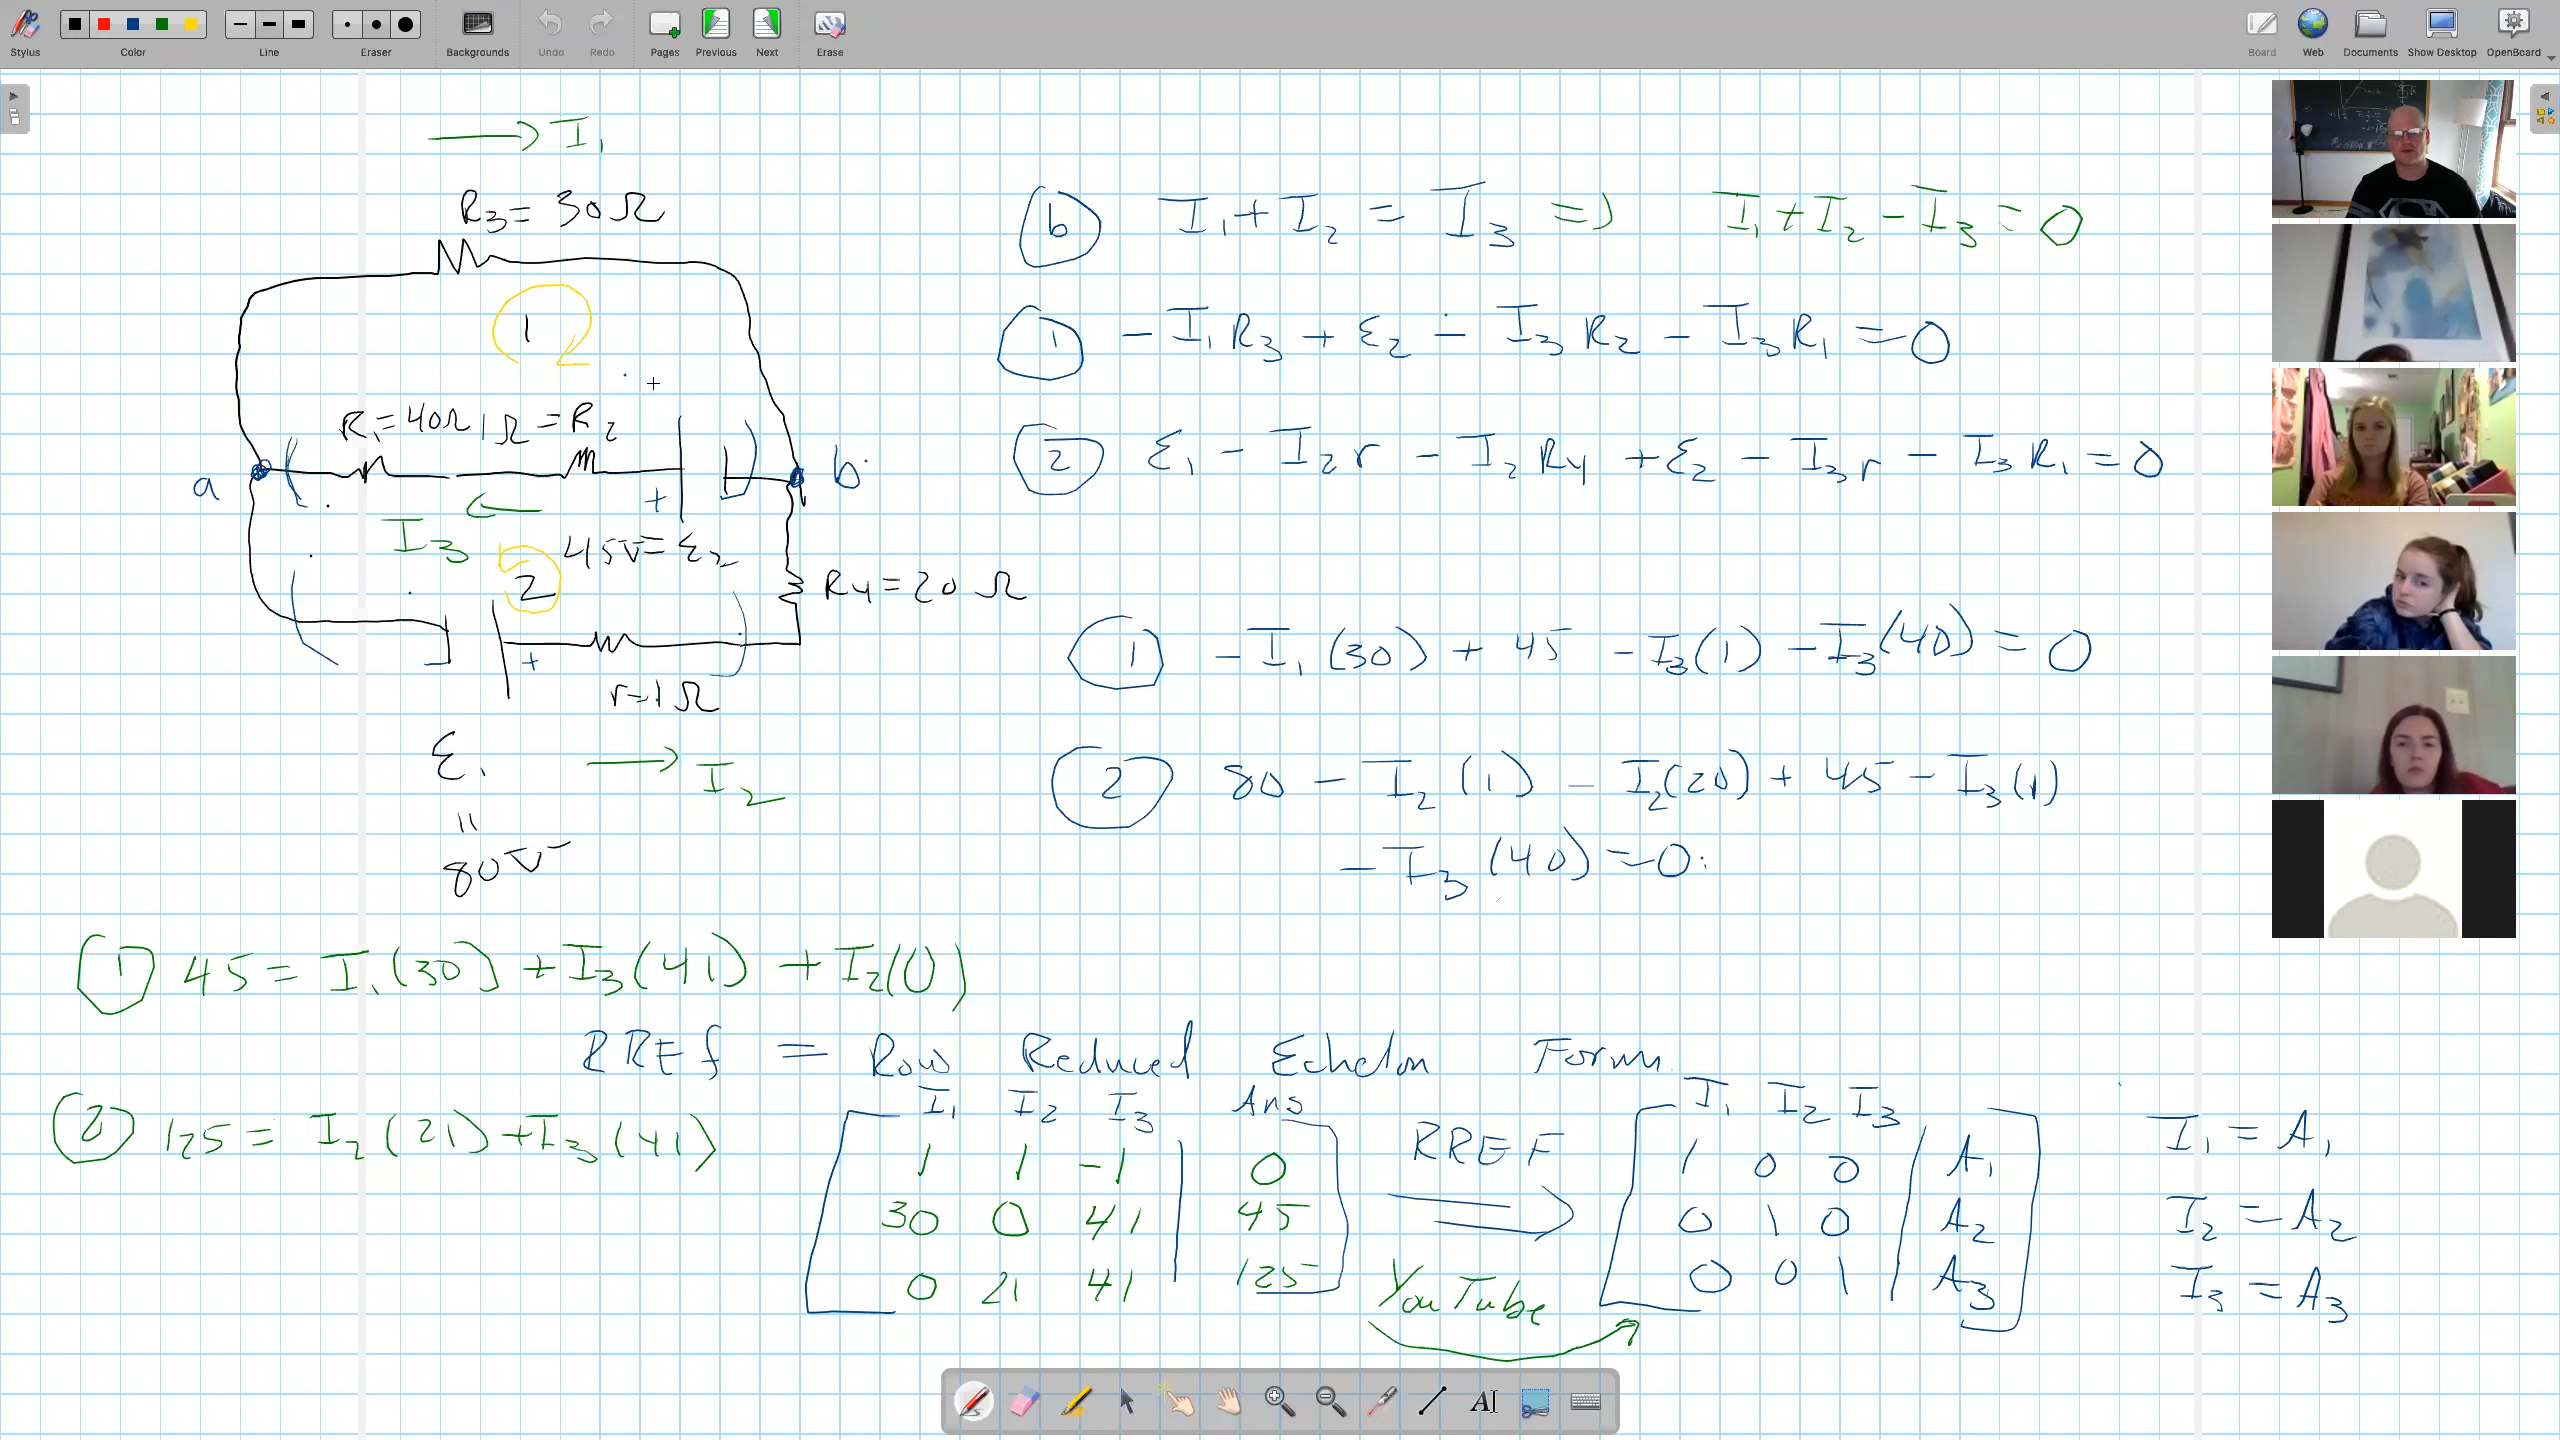 Stylus Color Line Eraser Backgrounds Undo Redo Pages Previous Next Erase Board Web Documents Show Desktop OpenBoard
→ I₁
R₃ = 30Ω
1
R₁ = 40Ω 1Ω = R₂
a
b
+
I₃
45V = ε₂
2
R₄ = 20Ω
+
r = 1Ω
ε₁
=
80V
→ I₂
b I₁ + I₂ = I₃ => I₁ + I₂ - I₃ = 0
1 -I₁R₃ + ε₂ - I₃R₂ - I₃R₁ = 0
2 ε₁ - I₂r - I₂R₄ + ε₂ - I₃r - I₃R₁ = 0
1 -I₁(30) + 45 - I₃(1) - I₃(40) = 0
2 80 - I₂(1) - I₂(20) + 45 - I₃(1)
- I₃(40) = 0
1 45 = I₁(30) + I₃(41) + I₂(0)
RREf = Row Reduced Echelon Form
2 125 = I₂(21) + I₃(41)
I₁ I₂ I₃ Ans
1 1 -1 | 0
30 0 41 | 45
0 21 41 | 125
RREF
YouTube
I₁ I₂ I₃
1 0 0 | A₁
0 1 0 | A₂
0 0 1 | A₃
I₁ = A₁
I₂ = A₂
I₃ = A₃